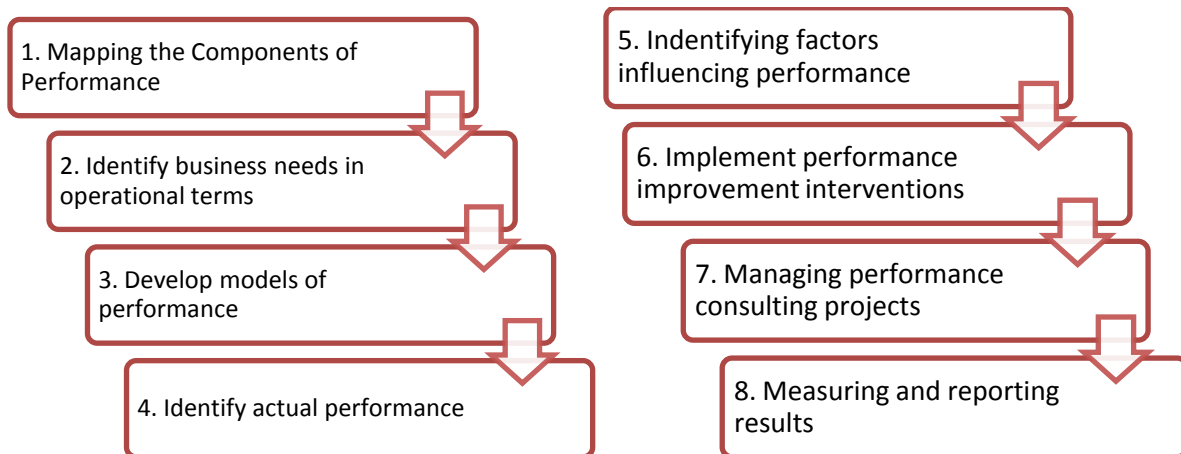 1. Mapping the Components of
Performance
2. Identify business needs in
operational terms
3. Develop models of
performance
4. Identify actual performance
5. Indentifying factors
influencing performance
6. Implement performance
improvement interventions
7. Managing performance
consulting projects
8. Measuring and reporting
results